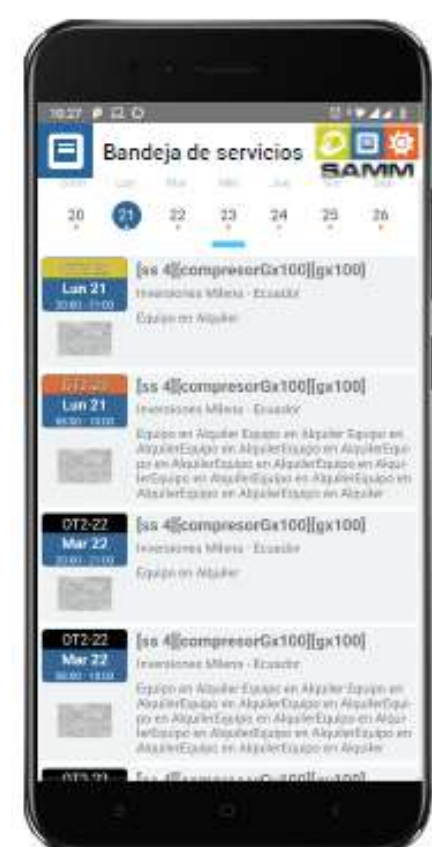 10:27
Bandeja de servicios
SAMM
20 21 22 23 24 25 26
[ss 4][compresorGx100][gx100]
Lun 21
Inversiones Milena - Ecuador
Equipo en Alquiler
[ss 4][compresorGx100][gx100]
Lun 21
Inversiones Milena - Ecuador
Equipo en Alquiler Equipo en Alquiler Equipo en
AlquilerEquipo en AlquilerEquipo en AlquilerEqui-
po en AlquilerEquipo en AlquilerEquipo en Alqui-
lerEquipo en AlquilerEquipo en AlquilerEquipo en
AlquilerEquipo en AlquilerEquipo en Alquiler
OT2-22
[ss 4][compresorGx100][gx100]
Mar 22
Inversiones Milena - Ecuador
Equipo en Alquiler
OT2-22
[ss 4][compresorGx100][gx100]
Mar 22
Inversiones Milena - Ecuador
Equipo en Alquiler Equipo en Alquiler Equipo en
AlquilerEquipo en AlquilerEquipo en AlquilerEqui-
po en AlquilerEquipo en AlquilerEquipo en Alqui-
lerEquipo en AlquilerEquipo en AlquilerEquipo en
AlquilerEquipo en AlquilerEquipo en Alquiler